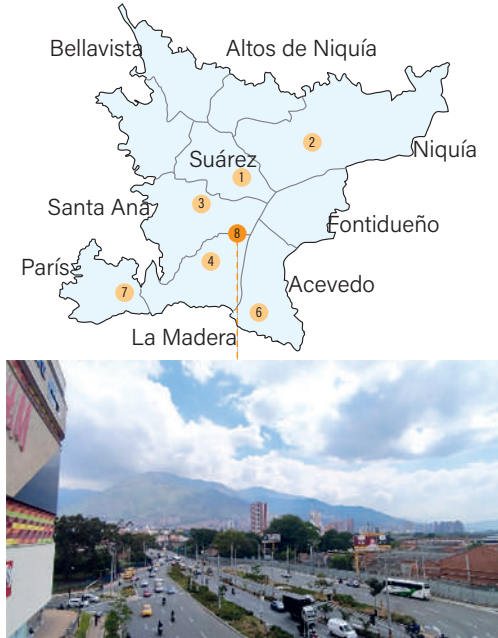 Bellavista
Altos de Niquía
2
Niquía
Suárez
1
Santa Ana
3
Fontidueño
8
París
4
Acevedo
7
6
La Madera